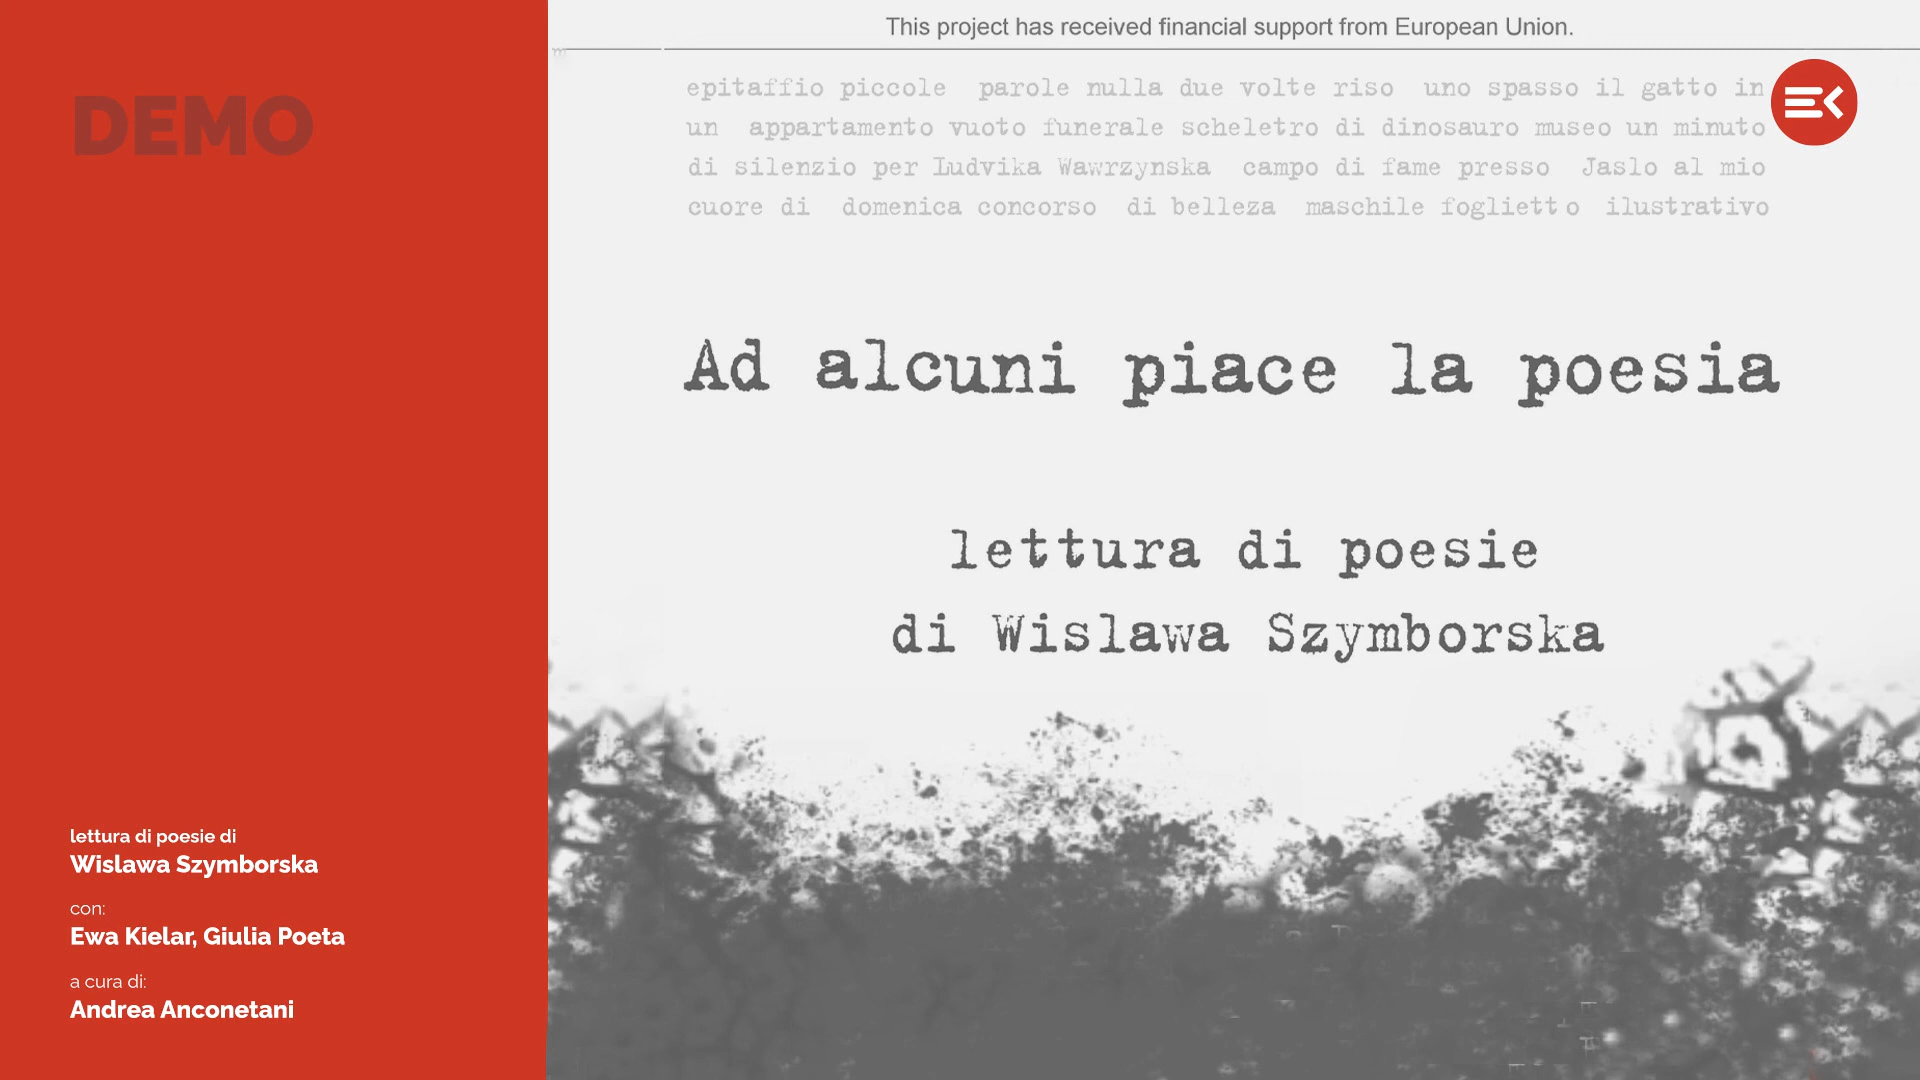 This project has received financial support from European Union.
DEMO
epitaffio piccole parole nulla due volte riso uno spasso il gatto in
un appartamento vuoto funerale scheletro di dinosauro museo un minuto
di silenzio per Ludvika Wawrzynska campo di fame presso Jaslo al mio
cuore di domenica concorso di belleza maschile foglietto ilustrativo
Ad alcuni piace la poesia
lettura di poesie
di Wislawa Szymborska
lettura di poesie di
Wislawa Szymborska
con:
Ewa Kielar, Giulia Poeta
a cura di:
Andrea Anconetani